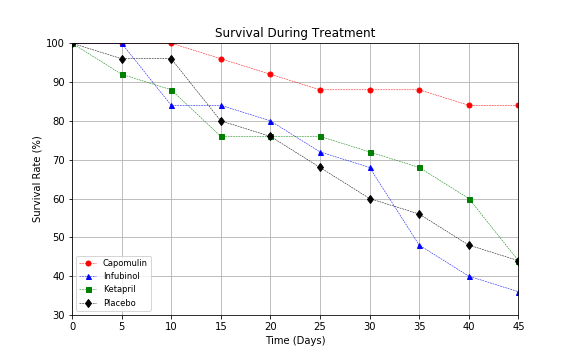 Survival During Treatment
Survival Rate (%)
100
90
80
70
60
50
40
30
Capomulin
Infubinol
Ketapril
Placebo
0 5 10 15 20 25 30 35 40 45
Time (Days)